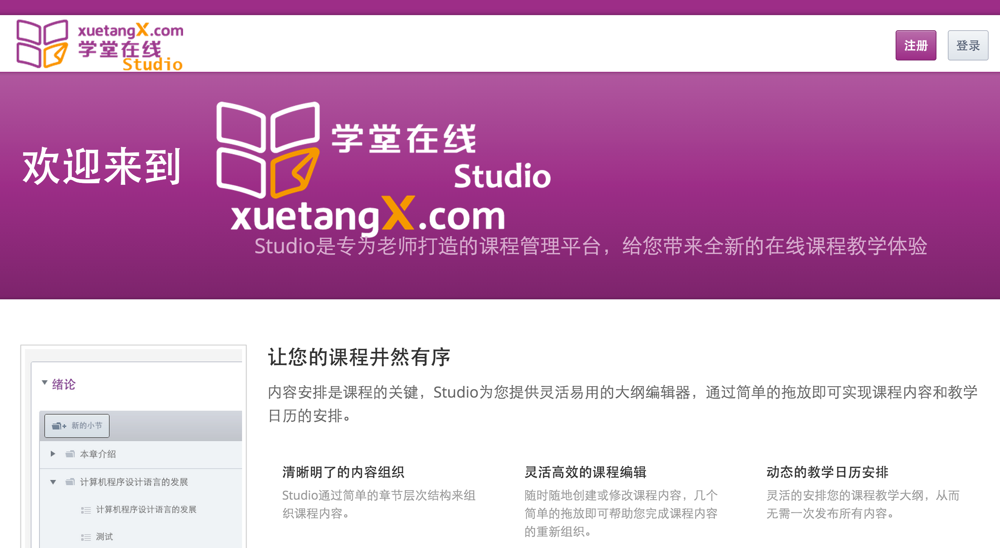 xuetangX.com
学堂在线
Studio
注册
登录
欢迎来到
学堂在线
Studio
xuetangX.com
Studio是专为老师打造的课程管理平台，给您带来全新的在线课程教学体验
绪论
新的小节
本章介绍
计算机程序设计语言的发展
计算机程序设计语言的发展
测试
让您的课程井然有序
内容安排是课程的关键，Studio为您提供灵活易用的大纲编辑器，通过简单的拖放即可实现课程内容和教学
日历的安排。
清晰明了的内容组织
Studio通过简单的章节层次结构来组
织课程内容。
灵活高效的课程编辑
随时随地创建或修改课程内容，几个
简单的拖放即可帮助您完成课程内容
的重新组织。
动态的教学日历安排
灵活的安排您的课程教学大纲，从而
无需一次发布所有内容。